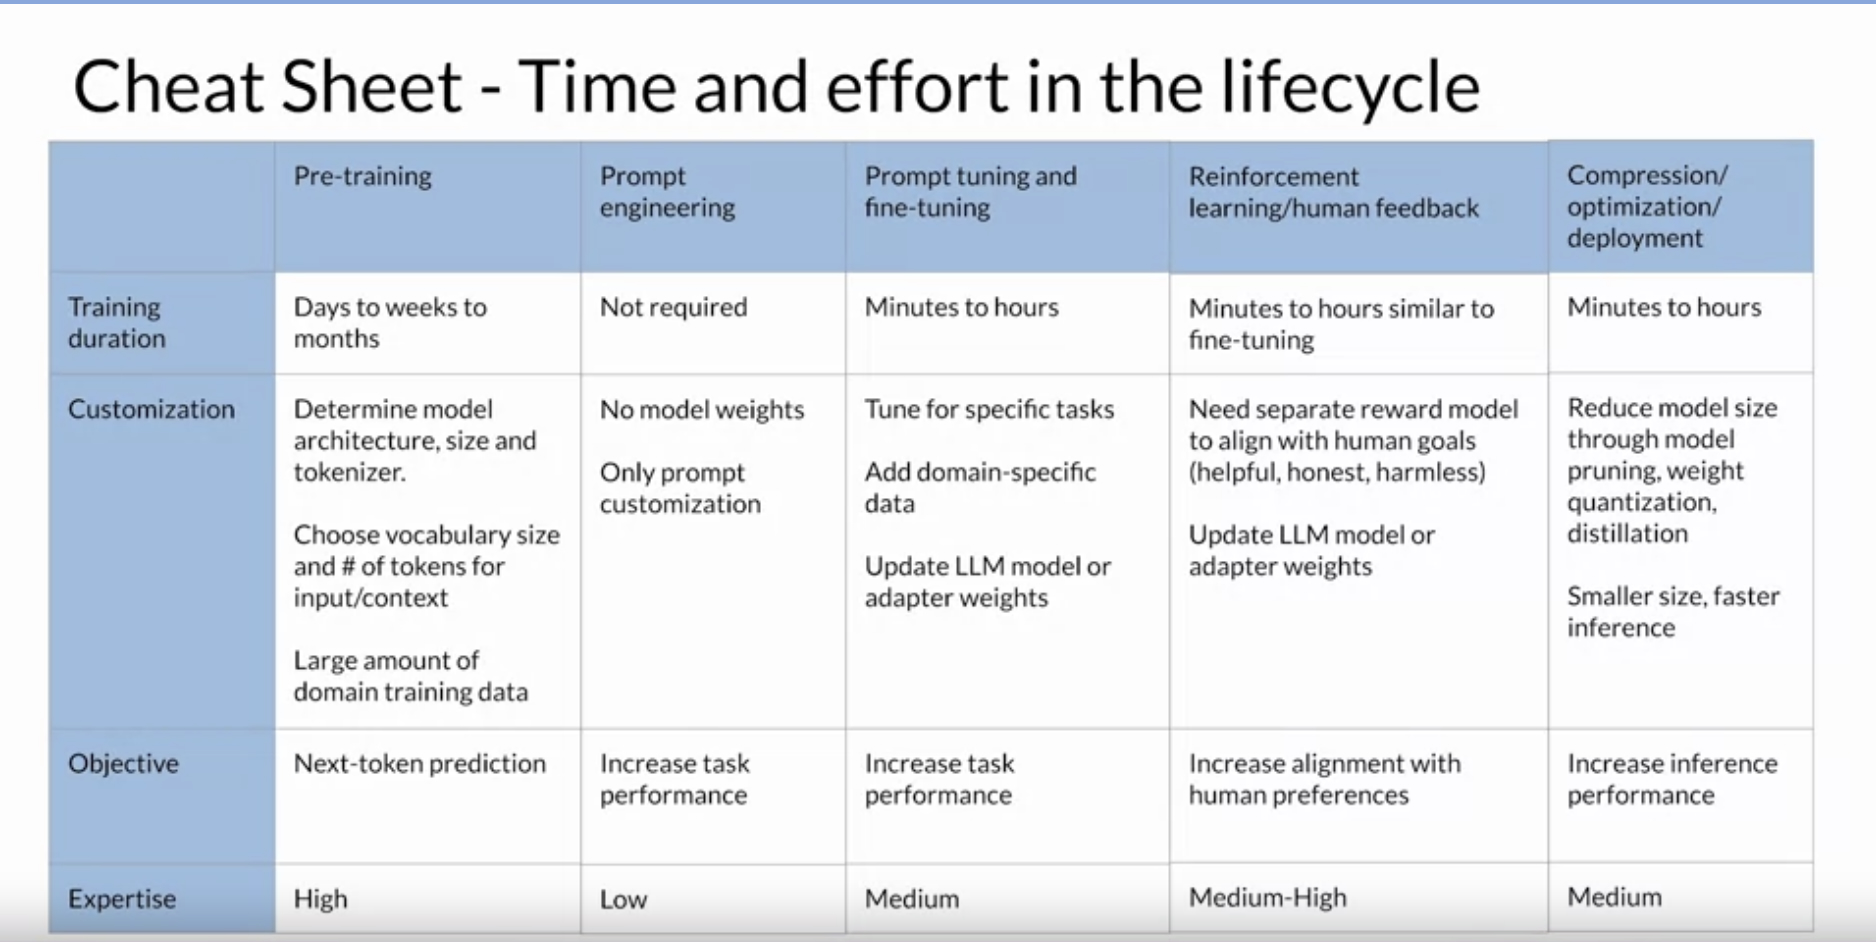 Cheat Sheet - Time and effort in the lifecycle
Pre-training
Prompt
engineering
Prompt tuning and
fine-tuning
Reinforcement
learning/human feedback
Compression/
optimization/
deployment
Training
duration
Days to weeks to
months
Not required
Minutes to hours
Minutes to hours similar to
fine-tuning
Minutes to hours
Customization
Determine model
architecture, size and
tokenizer.
Choose vocabulary size
and # of tokens for
input/context
Large amount of
domain training data
No model weights
Only prompt
customization
Tune for specific tasks
Add domain-specific
data
Update LLM model or
adapter weights
Need separate reward model
to align with human goals
(helpful, honest, harmless)
Update LLM model or
adapter weights
Reduce model size
through model
pruning, weight
quantization,
distillation
Smaller size, faster
inference
Objective
Next-token prediction
Increase task
performance
Increase task
performance
Increase alignment with
human preferences
Increase inference
performance
Expertise
High
Low
Medium
Medium-High
Medium